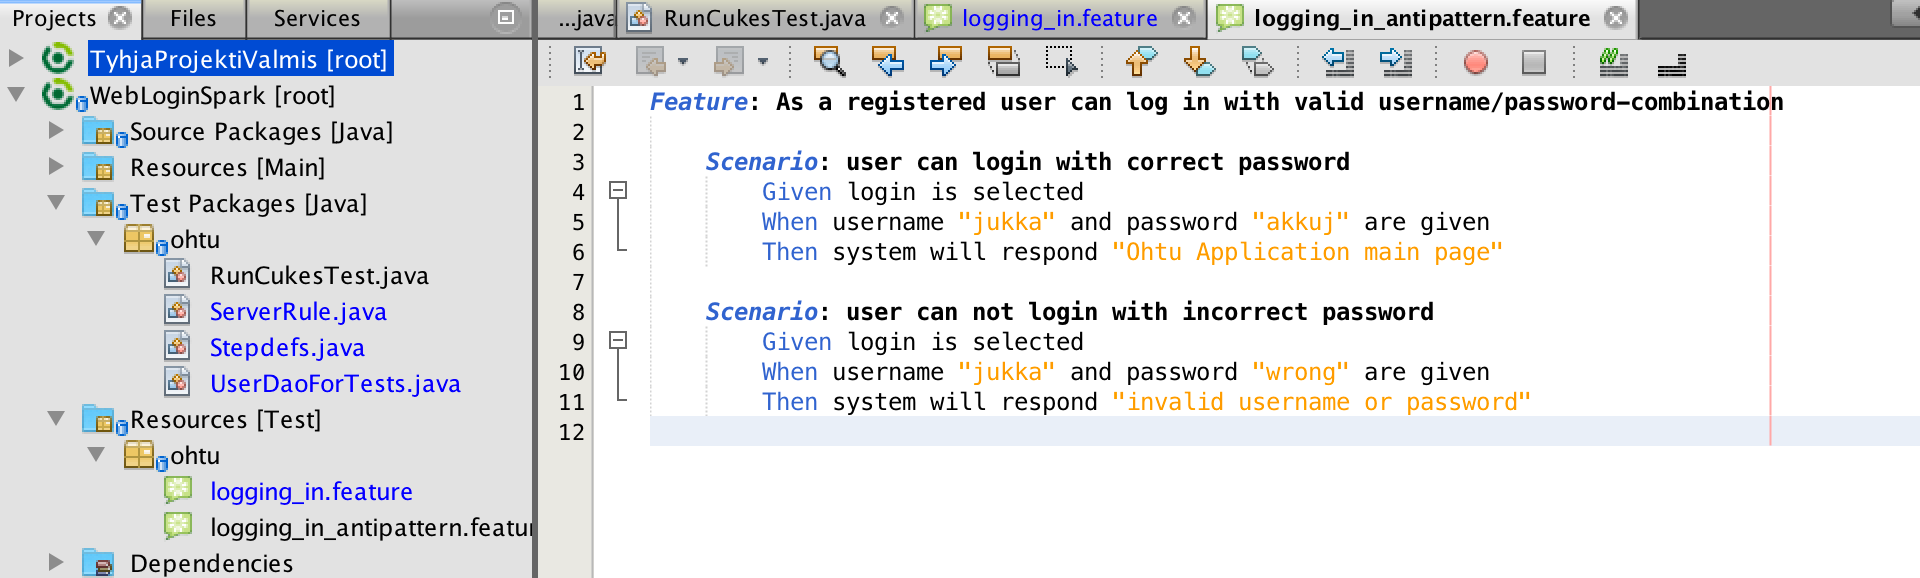 Projects Files Services
TyhjaProjektiValmis [root]
WebLoginSpark [root]
Source Packages [Java]
Resources [Main]
Test Packages [Java]
ohtu
RunCukesTest.java
ServerRule.java
Stepdefs.java
UserDaoForTests.java
Resources [Test]
ohtu
logging_in.feature
logging_in_antipattern.featu
Dependencies
...java RunCukesTest.java logging_in.feature logging_in_antipattern.feature
1 Feature: As a registered user can log in with valid username/password-combination
2
3 Scenario: user can login with correct password
4 Given login is selected
5 When username "jukka" and password "akkuj" are given
6 Then system will respond "Ohtu Application main page"
7
8 Scenario: user can not login with incorrect password
9 Given login is selected
10 When username "jukka" and password "wrong" are given
11 Then system will respond "invalid username or password"
12